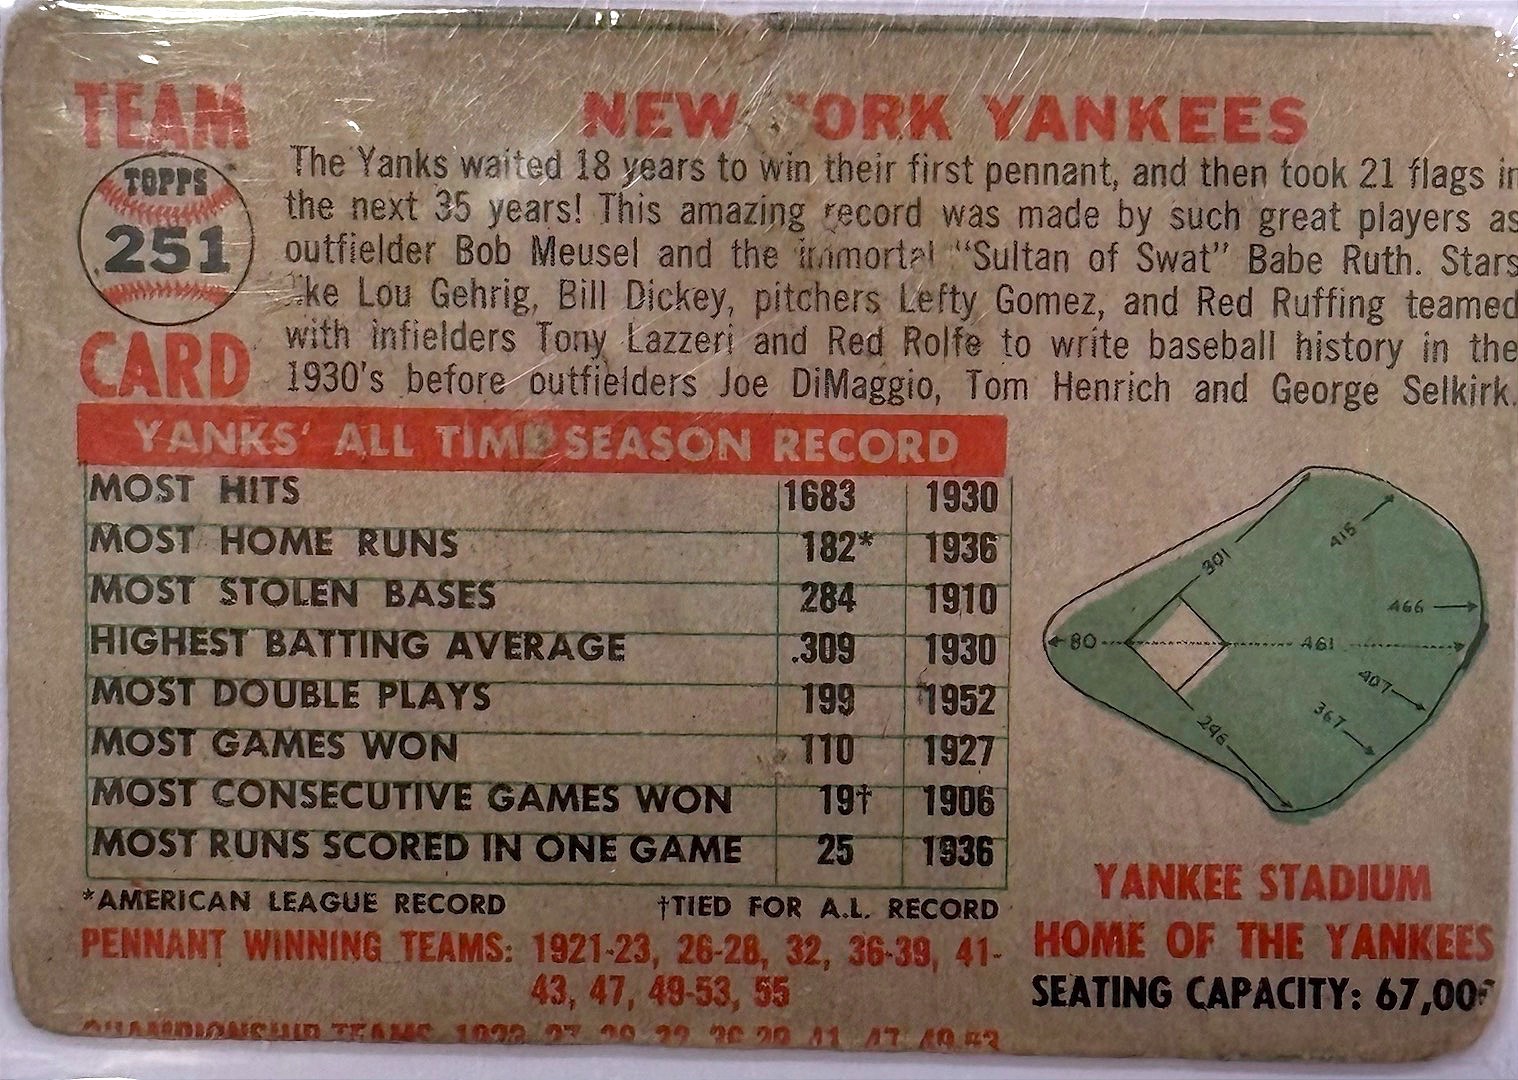 TEAM
TOPPS
251
CARD
NEW YORK YANKEES
The Yanks waited 18 years to win their first pennant, and then took 21 flags in
the next 35 years! This amazing record was made by such great players as
outfielder Bob Meusel and the immortal "Sultan of Swat" Babe Ruth. Stars
like Lou Gehrig, Bill Dickey, pitchers Lefty Gomez, and Red Ruffing teamed
with infielders Tony Lazzeri and Red Rolfe to write baseball history in the
1930's before outfielders Joe DiMaggio, Tom Henrich and George Selkirk.
YANKS' ALL TIME SEASON RECORD
MOST HITS 1683 1930
MOST HOME RUNS 182* 1936
MOST STOLEN BASES 284 1910
HIGHEST BATTING AVERAGE .309 1930
MOST DOUBLE PLAYS 199 1952
MOST GAMES WON 110 1927
MOST CONSECUTIVE GAMES WON 19† 1906
MOST RUNS SCORED IN ONE GAME 25 1936
*AMERICAN LEAGUE RECORD †TIED FOR A.L. RECORD
PENNANT WINNING TEAMS: 1921-23, 26-28, 32, 36-39, 41-
43, 47, 49-53, 55
CHAMPIONSHIP TEAMS
301
415
466
80
461
407
367
296
YANKEE STADIUM
HOME OF THE YANKEES
SEATING CAPACITY: 67,000